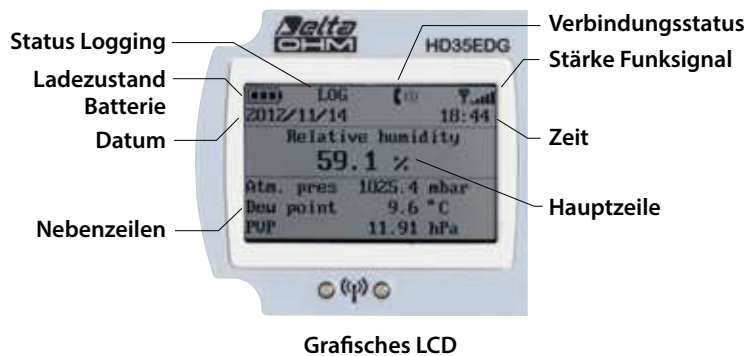 Delta
OHM
HD35EDG
Status Logging
Verbindungsstatus
Stärke Funksignal
Ladezustand
Batterie
Datum
Zeit
LOG
2012/11/14 18:44
Relative humidity
59.1 %
Hauptzeile
Atm. pres 1025.4 mbar
Dew point 9.6 °C
PVP 11.91 hPa
Nebenzeilen
Grafisches LCD